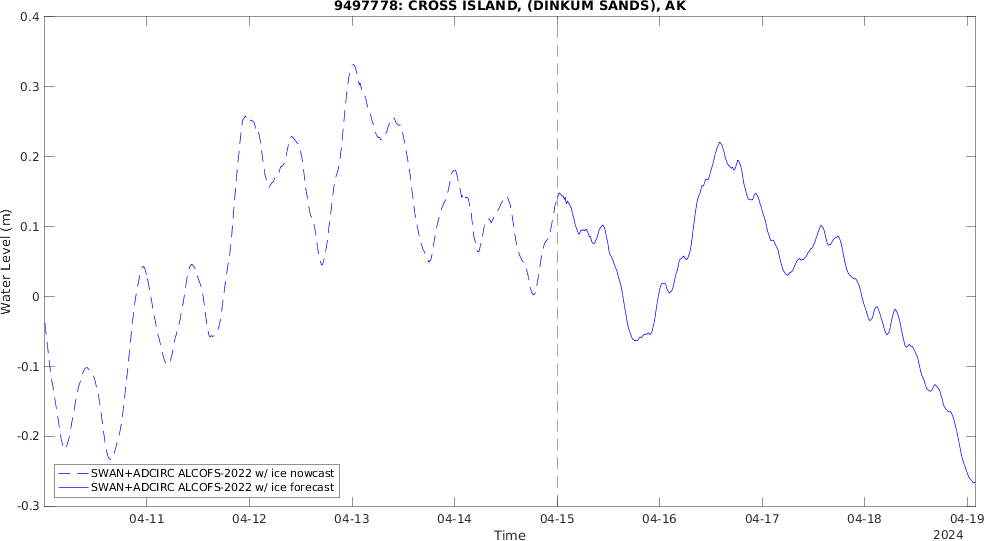 9497778: CROSS ISLAND, (DINKUM SANDS), AK
0.4
0.3
0.2
0.1
0
-0.1
-0.2
-0.3
Water Level (m)
SWAN+ADCIRC ALCOFS-2022 w/ ice nowcast
SWAN+ADCIRC ALCOFS-2022 w/ ice forecast
04-11 04-12 04-13 04-14 04-15 04-16 04-17 04-18 04-19
Time
2024